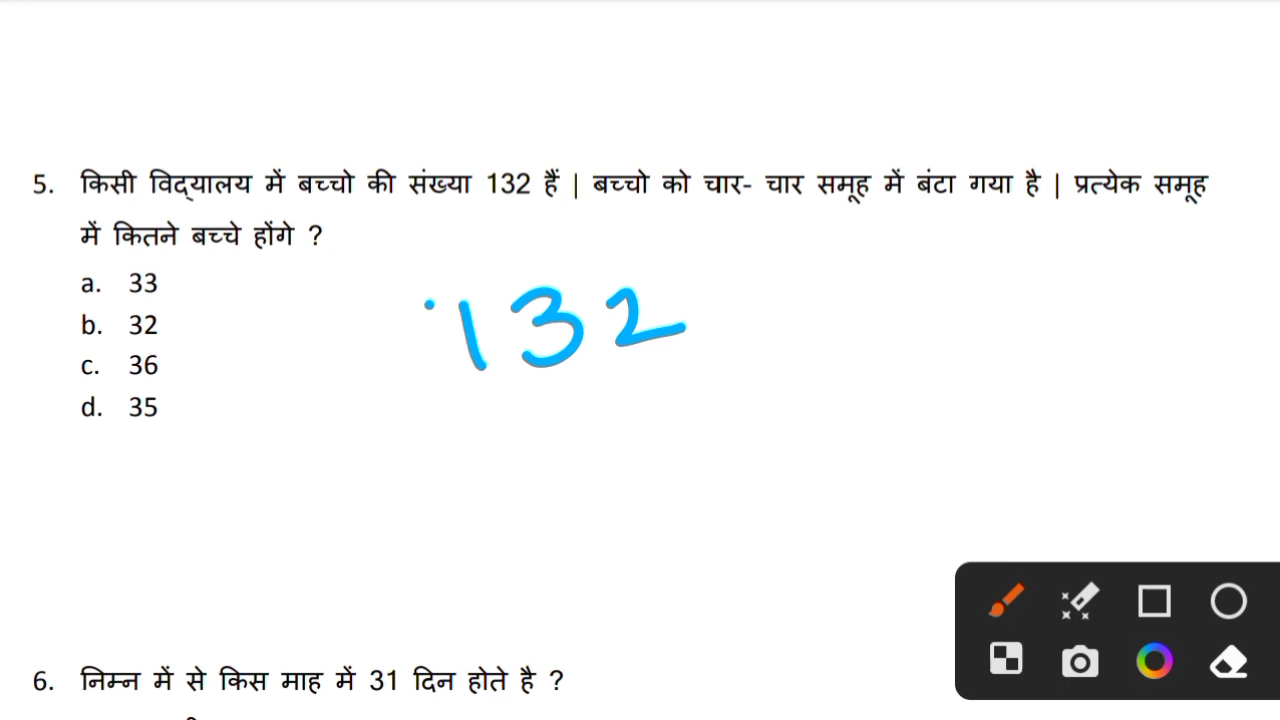 5. किसी विद्यालय में बच्चो की संख्या 132 हैं | बच्चो को चार- चार समूह में बंटा गया है | प्रत्येक समूह
में कितने बच्चे होंगे ?
a. 33
b. 32
c. 36
d. 35
132
6. निम्न में से किस माह में 31 दिन होते है ?